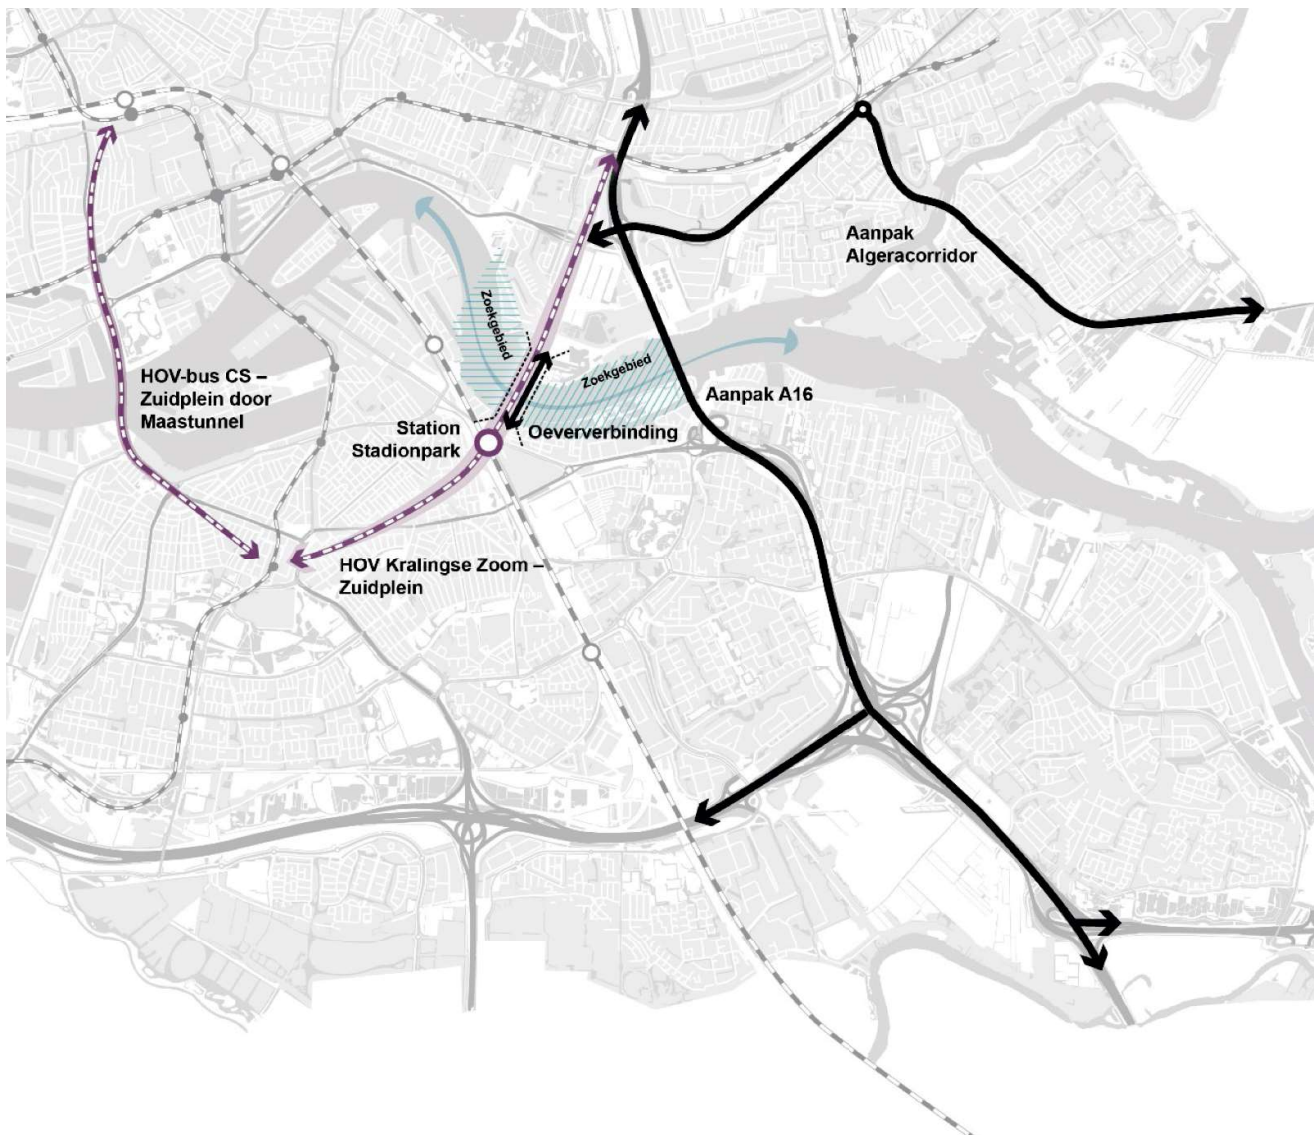 Aanpak
Algeracorridor
Zoekgebied
Zoekgebied
HOV-bus CS –
Zuidplein door
Maastunnel
Aanpak A16
Station
Stadionpark
Oeververbinding
HOV Kralingse Zoom –
Zuidplein